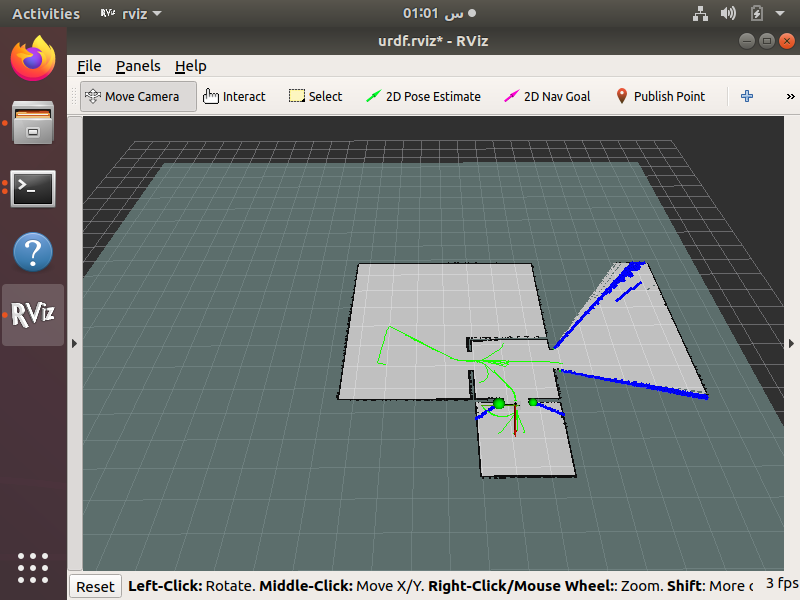 Activities RViz rviz 01:01 س
urdf.rviz* - RViz
File Panels Help
Move Camera Interact Select 2D Pose Estimate 2D Nav Goal Publish Point »
RViz
Reset Left-Click: Rotate. Middle-Click: Move X/Y. Right-Click/Mouse Wheel:: Zoom. Shift: More o 3 fps